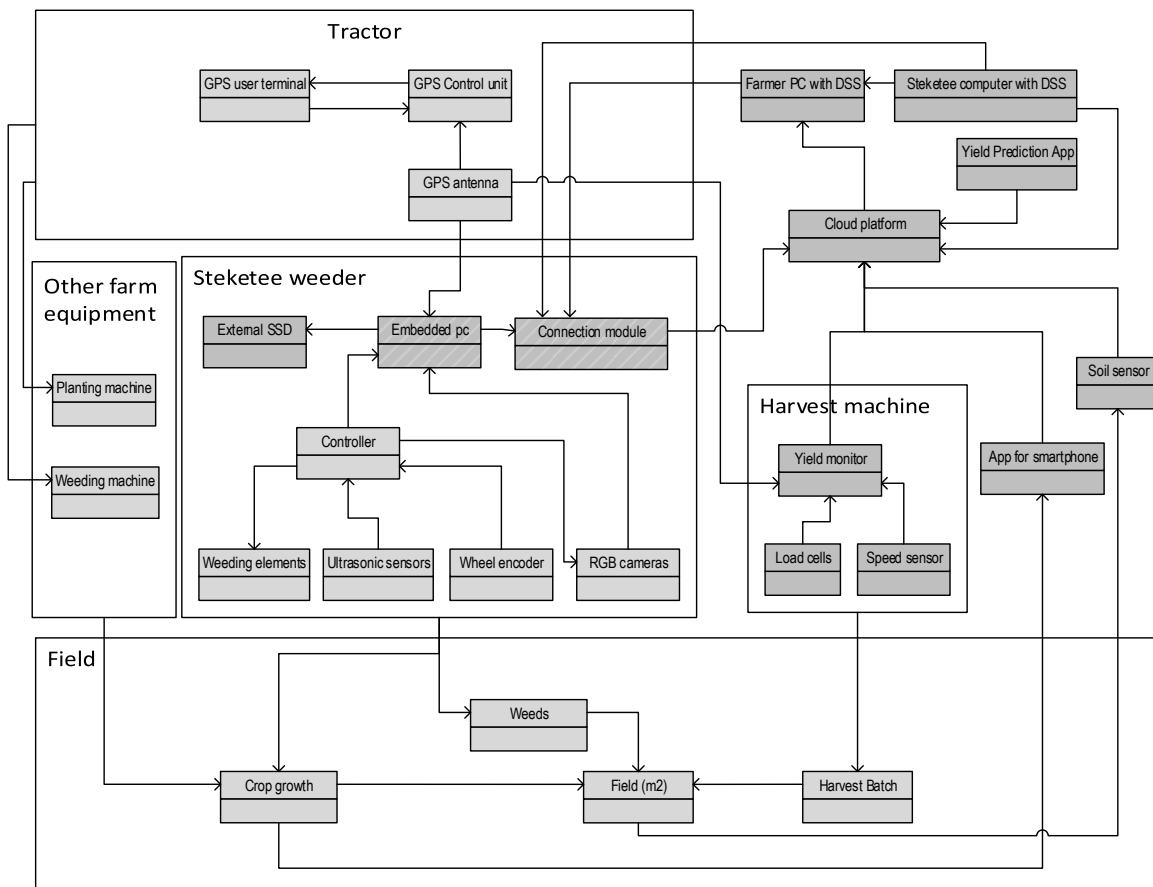 Tractor
GPS user terminal
GPS Control unit
Farmer PC with DSS
Steketee computer with DSS
Yield Prediction App
GPS antenna
Cloud platform
Other farm
equipment
Steketee weeder
External SSD
Embedded pc
Connection module
Planting machine
Soil sensor
Harvest machine
Controller
Yield monitor
App for smartphone
Weeding machine
Weeding elements
Ultrasonic sensors
Wheel encoder
RGB cameras
Load cells
Speed sensor
Field
Weeds
Crop growth
Field (m2)
Harvest Batch